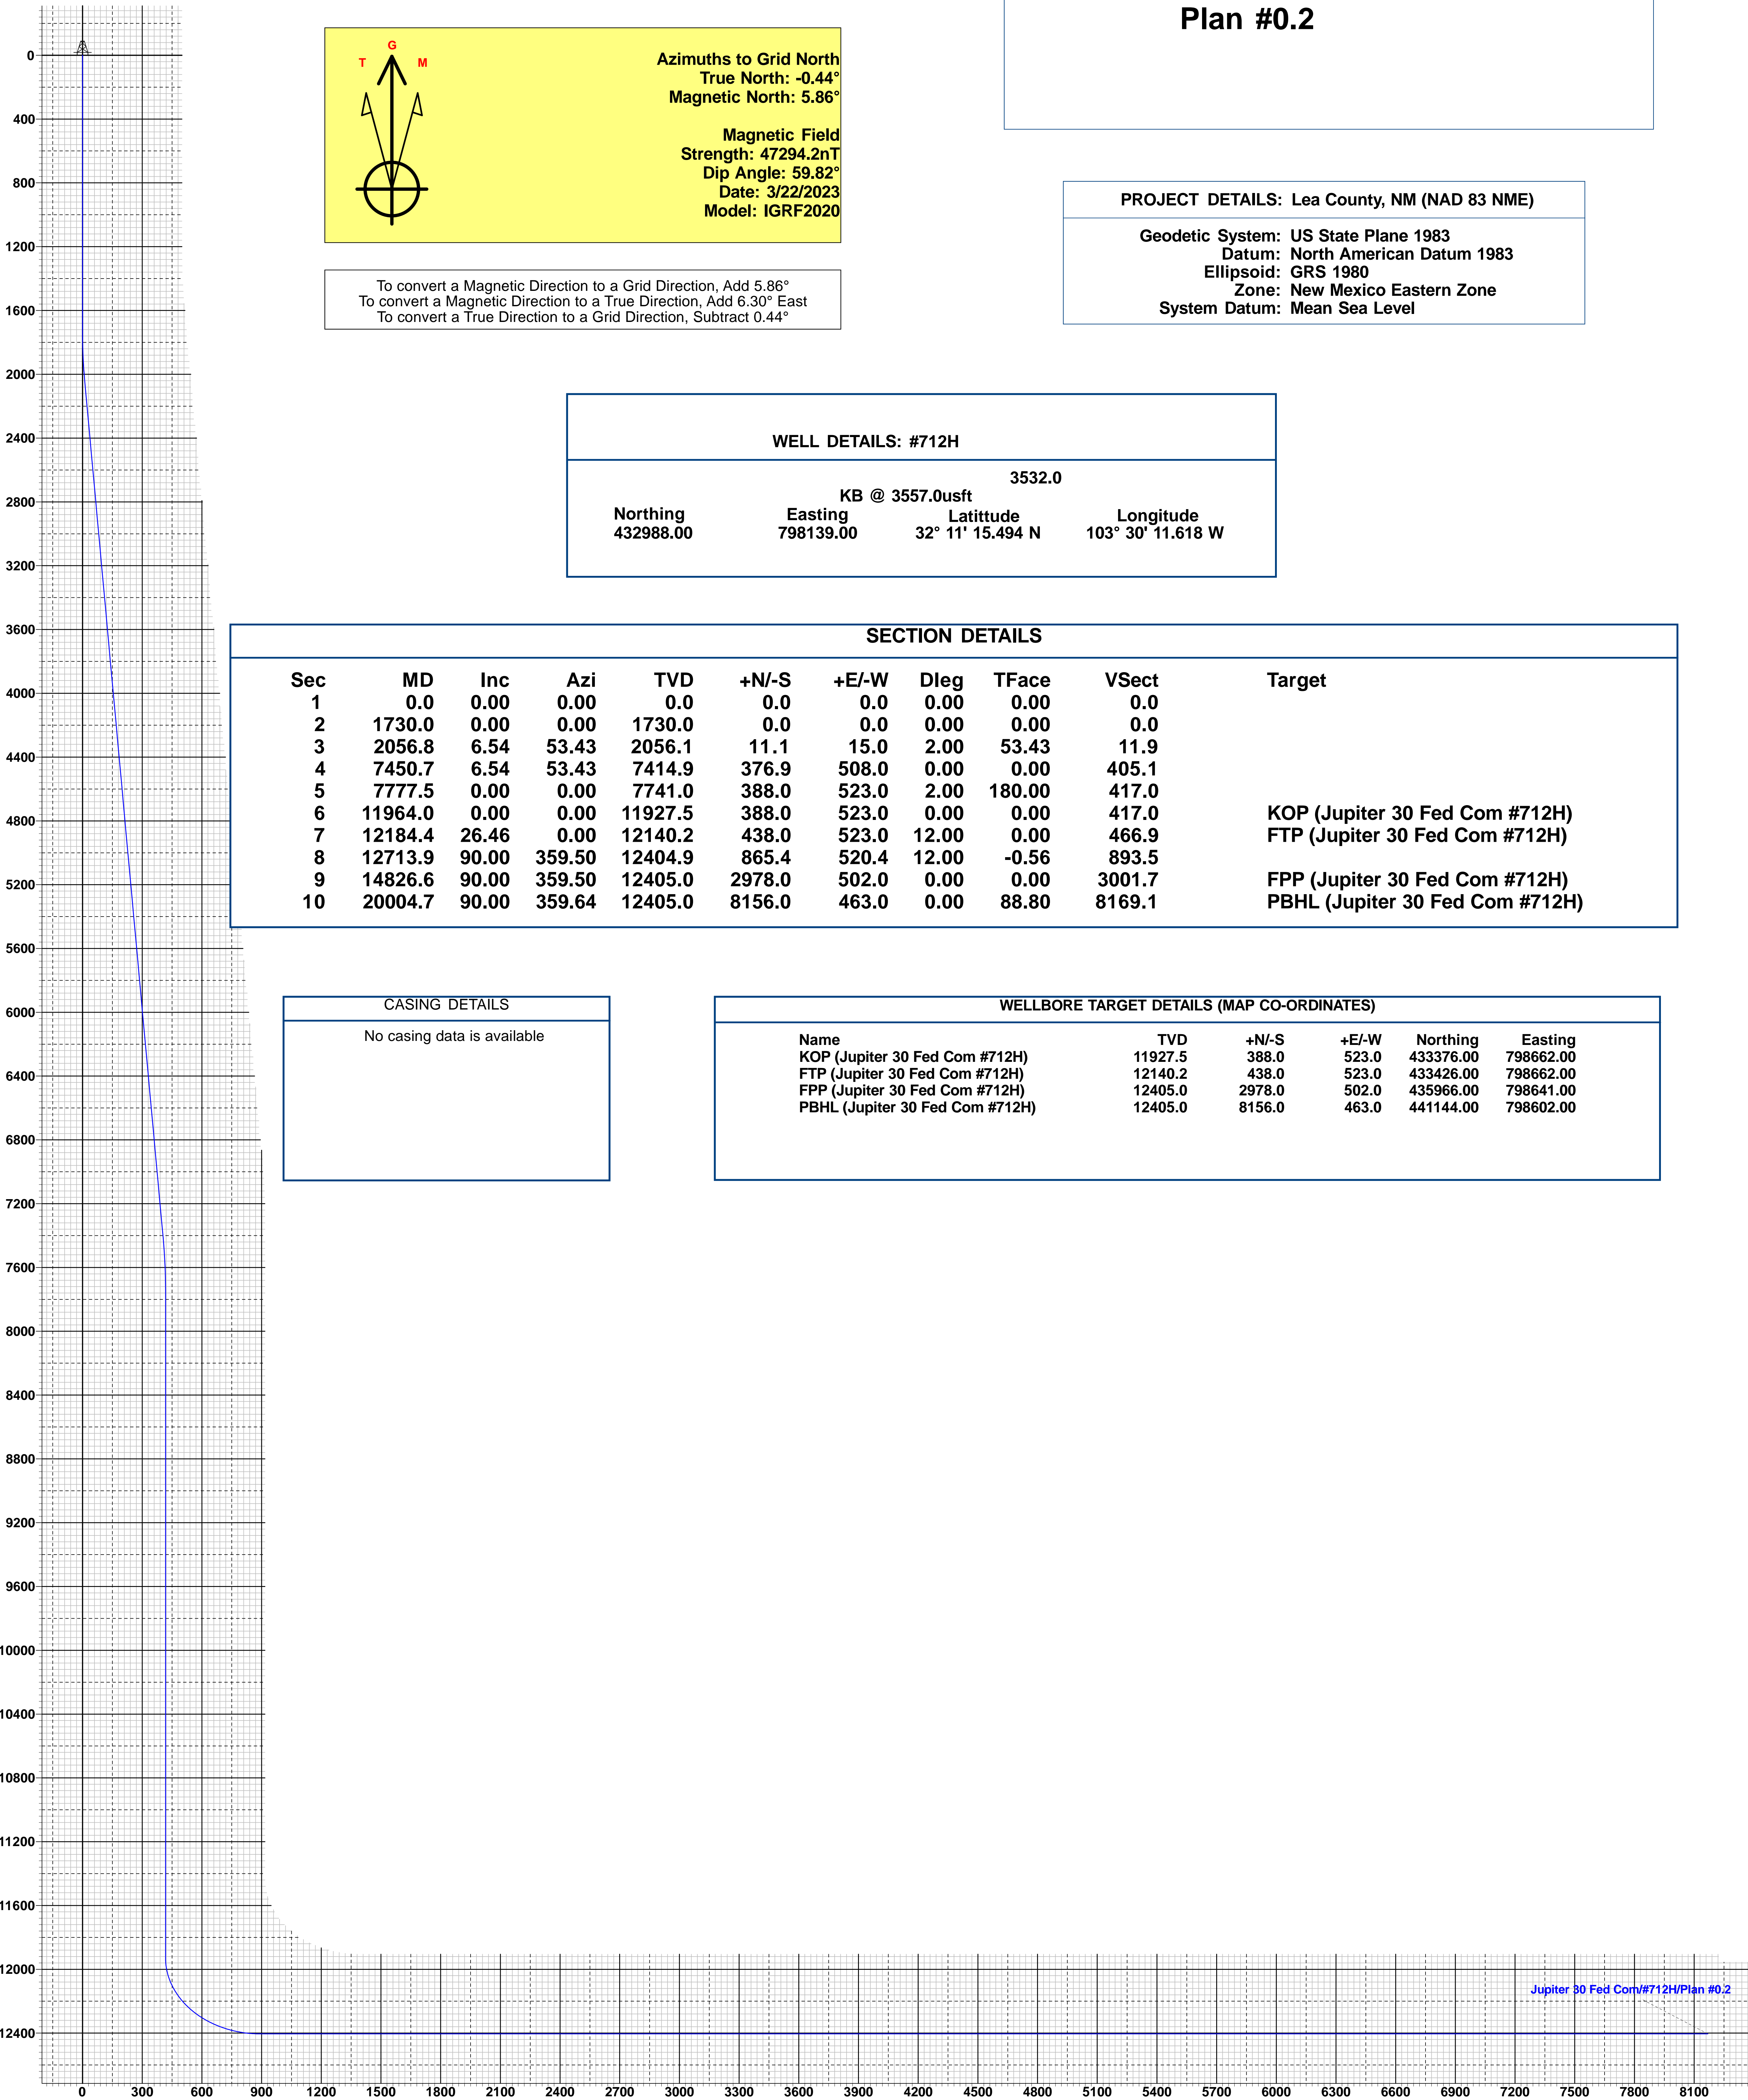 Plan #0.2
G
T M
Azimuths to Grid North
True North: -0.44°
Magnetic North: 5.86°
Magnetic Field
Strength: 47294.2nT
Dip Angle: 59.82°
Date: 3/22/2023
Model: IGRF2020
To convert a Magnetic Direction to a Grid Direction, Add 5.86°
To convert a Magnetic Direction to a True Direction, Add 6.30° East
To convert a True Direction to a Grid Direction, Subtract 0.44°
PROJECT DETAILS: Lea County, NM (NAD 83 NME)
Geodetic System: US State Plane 1983
Datum: North American Datum 1983
Ellipsoid: GRS 1980
Zone: New Mexico Eastern Zone
System Datum: Mean Sea Level
WELL DETAILS: #712H
3532.0
KB @ 3557.0usft
Northing Easting Latittude Longitude
432988.00 798139.00 32° 11' 15.494 N 103° 30' 11.618 W
SECTION DETAILS
Sec MD Inc Azi TVD +N/-S +E/-W Dleg TFace VSect Target
1 0.0 0.00 0.00 0.0 0.0 0.0 0.00 0.00 0.0
2 1730.0 0.00 0.00 1730.0 0.0 0.0 0.00 0.00 0.0
3 2056.8 6.54 53.43 2056.1 11.1 15.0 2.00 53.43 11.9
4 7450.7 6.54 53.43 7414.9 376.9 508.0 0.00 0.00 405.1
5 7777.5 0.00 0.00 7741.0 388.0 523.0 2.00 180.00 417.0
6 11964.0 0.00 0.00 11927.5 388.0 523.0 0.00 0.00 417.0 KOP (Jupiter 30 Fed Com #712H)
7 12184.4 26.46 0.00 12140.2 438.0 523.0 12.00 0.00 466.9 FTP (Jupiter 30 Fed Com #712H)
8 12713.9 90.00 359.50 12404.9 865.4 520.4 12.00 -0.56 893.5
9 14826.6 90.00 359.50 12405.0 2978.0 502.0 0.00 0.00 3001.7 FPP (Jupiter 30 Fed Com #712H)
10 20004.7 90.00 359.64 12405.0 8156.0 463.0 0.00 88.80 8169.1 PBHL (Jupiter 30 Fed Com #712H)
CASING DETAILS
No casing data is available
WELLBORE TARGET DETAILS (MAP CO-ORDINATES)
Name TVD +N/-S +E/-W Northing Easting
KOP (Jupiter 30 Fed Com #712H) 11927.5 388.0 523.0 433376.00 798662.00
FTP (Jupiter 30 Fed Com #712H) 12140.2 438.0 523.0 433426.00 798662.00
FPP (Jupiter 30 Fed Com #712H) 12405.0 2978.0 502.0 435966.00 798641.00
PBHL (Jupiter 30 Fed Com #712H) 12405.0 8156.0 463.0 441144.00 798602.00
0
400
800
1200
1600
2000
2400
2800
3200
3600
4000
4400
4800
5200
5600
6000
6400
6800
7200
7600
8000
8400
8800
9200
9600
10000
10400
10800
11200
11600
12000
12400
Jupiter 30 Fed Com/#712H/Plan #0.2
0 300 600 900 1200 1500 1800 2100 2400 2700 3000 3300 3600 3900 4200 4500 4800 5100 5400 5700 6000 6300 6600 6900 7200 7500 7800 8100